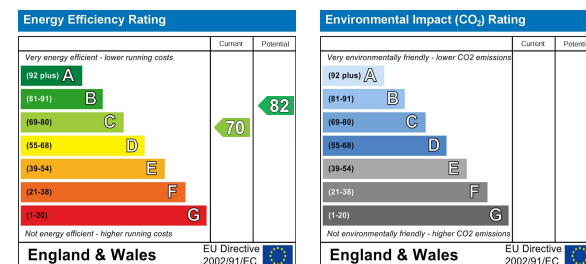 Energy Efficiency Rating
Current Potential
Very energy efficient - lower running costs
(92 plus) A
(81-91) B
(69-80) C
(55-68) D
(39-54) E
(21-38) F
(1-20) G
70
82
Not energy efficient - higher running costs
England & Wales
EU Directive
2002/91/EC
Environmental Impact (CO₂) Rating
Current Potenti
Very environmentally friendly - lower CO2 emissions
(92 plus) A
(81-91) B
(69-80) C
(55-68) D
(39-54) E
(21-38) F
(1-20) G
Not environmentally friendly - higher CO2 emissions
England & Wales
EU Directive
2002/91/EC